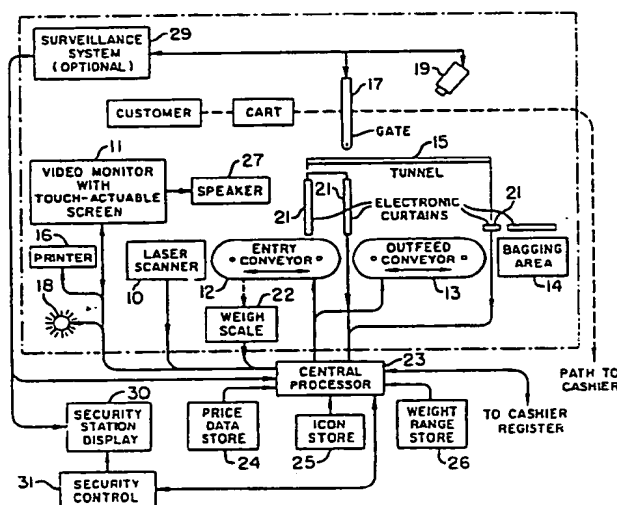 SURVEILLANCE
SYSTEM
(OPTIONAL)
29
19
17
CUSTOMER
CART
GATE
11
VIDEO MONITOR
WITH
TOUCH-ACTUABLE
SCREEN
27
SPEAKER
15
TUNNEL
21
21
ELECTRONIC
CURTAINS
21
16
PRINTER
LASER
SCANNER
10
ENTRY
CONVEYOR
12
OUTFEED
CONVEYOR
13
BAGGING
AREA
14
18
WEIGH
SCALE
22
23
CENTRAL
PROCESSOR
PATH TO
CASHIER
30
SECURITY
STATION
DISPLAY
PRICE
DATA
STORE
24
ICON
STORE
25
WEIGHT
RANGE
STORE
26
TO CASHIER
REGISTER
31
SECURITY
CONTROL